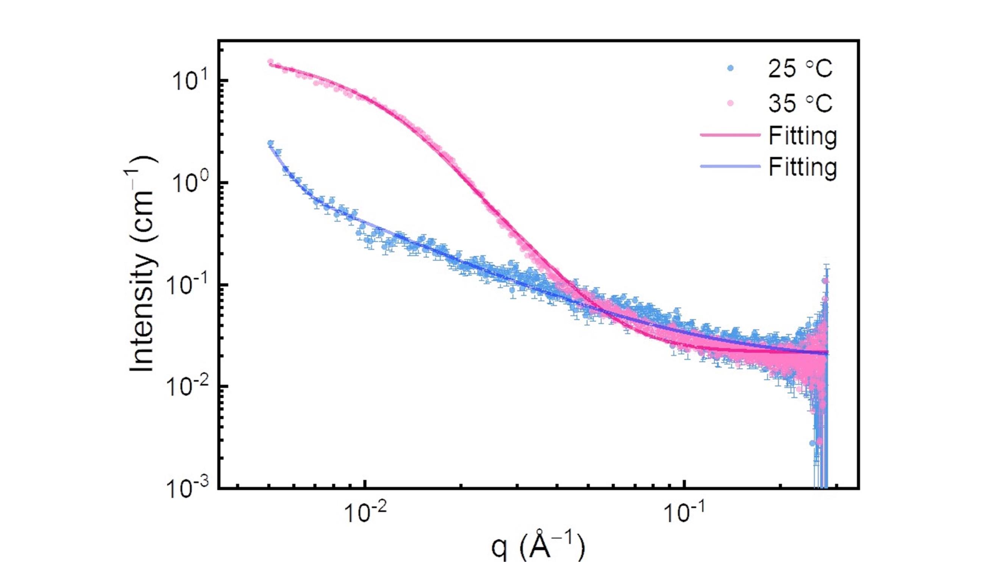 25 °C
35 °C
Fitting
Fitting
10¹
10⁰
10⁻¹
10⁻²
10⁻³
Intensity (cm⁻¹)
10⁻²
10⁻¹
q (Å⁻¹)